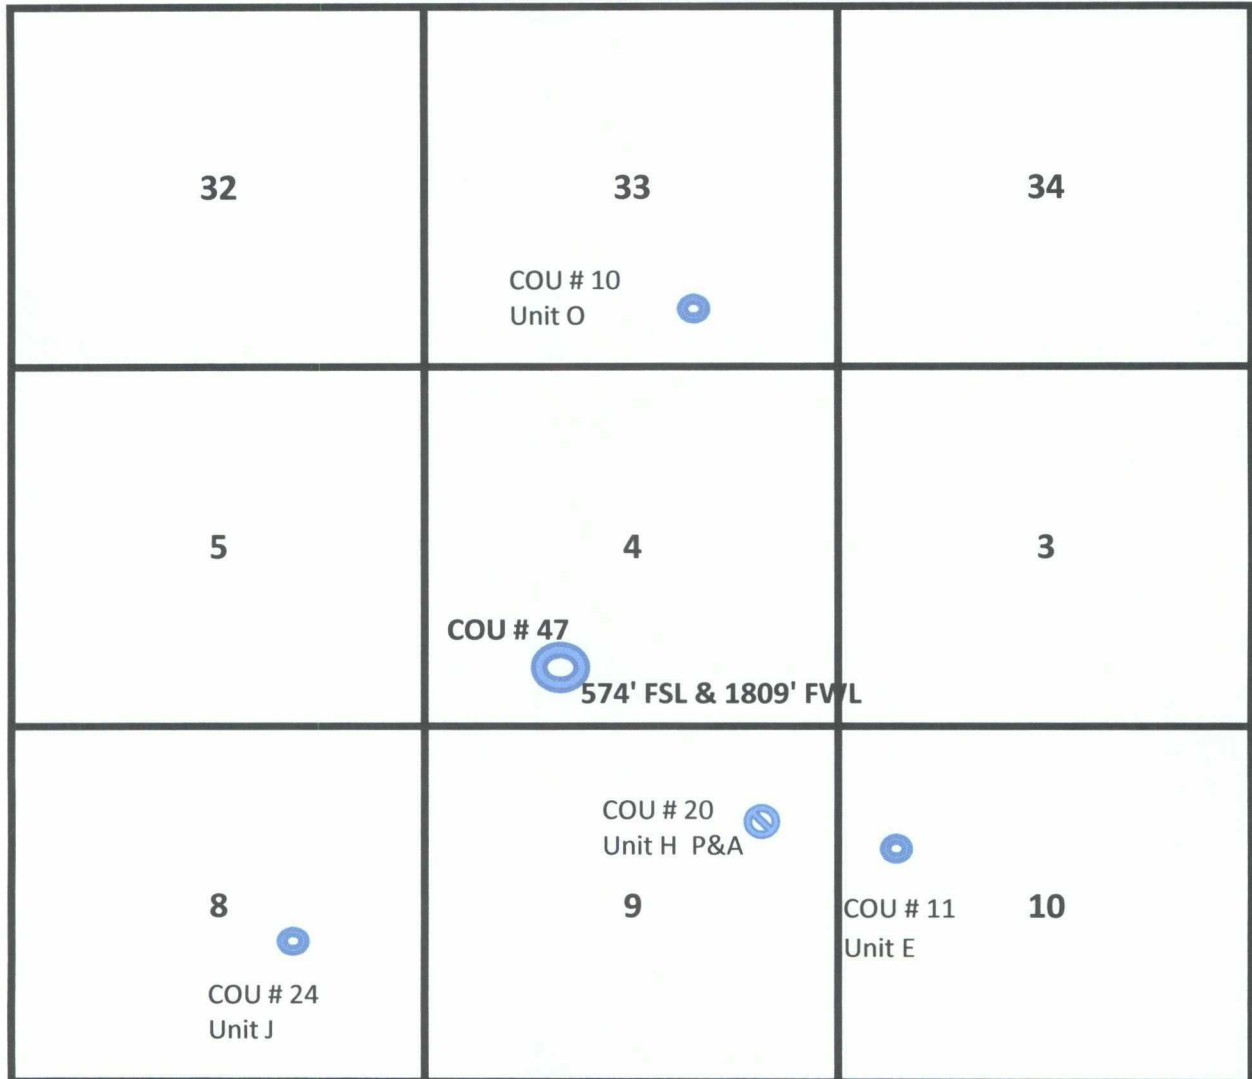 32
33
34
COU # 10
Unit O
5
4
3
COU # 47
574' FSL & 1809' FWL
COU # 20
Unit H P&A
8
9
10
COU # 11
Unit E
COU # 24
Unit J